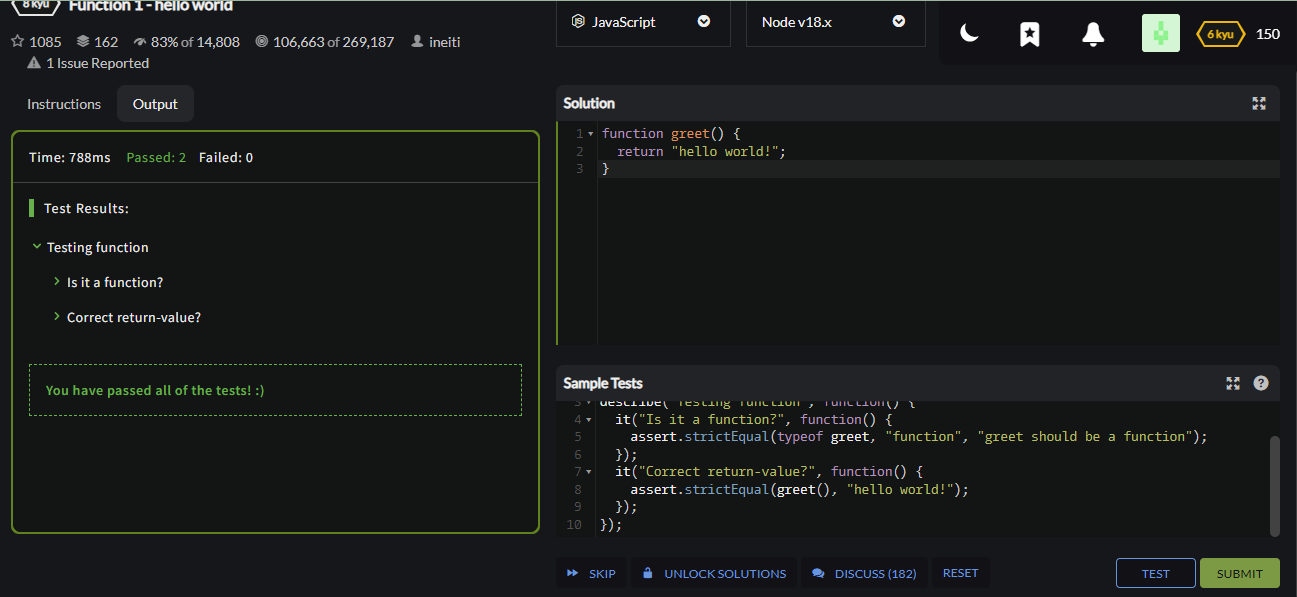 8 kyu Function 1 - hello world
1085 162 83% of 14,808 106,663 of 269,187 ineiti
1 Issue Reported
JavaScript
Node v18.x
6 kyu 150
Instructions Output
Time: 788ms Passed: 2 Failed: 0
Test Results:
Testing function
Is it a function?
Correct return-value?
You have passed all of the tests! :)
Solution
1 function greet() {
2 return "hello world!";
3 }
Sample Tests
3 describe("Testing function", function() {
4 it("Is it a function?", function() {
5 assert.strictEqual(typeof greet, "function", "greet should be a function");
6 });
7 it("Correct return-value?", function() {
8 assert.strictEqual(greet(), "hello world!");
9 });
10 });
SKIP UNLOCK SOLUTIONS DISCUSS (182) RESET TEST SUBMIT